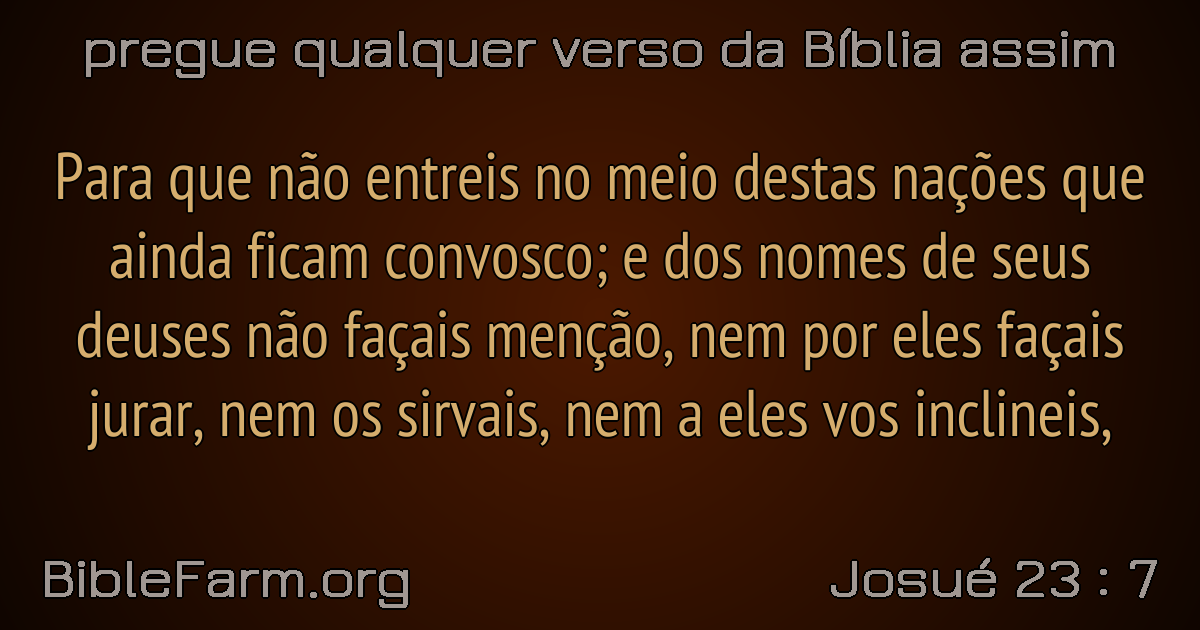 pregue qualquer verso da Bíblia assim
Para que não entreis no meio destas nações que
ainda ficam convosco; e dos nomes de seus
deuses não façais menção, nem por eles façais
jurar, nem os sirvais, nem a eles vos inclineis,
BibleFarm.org
Josué 23 : 7